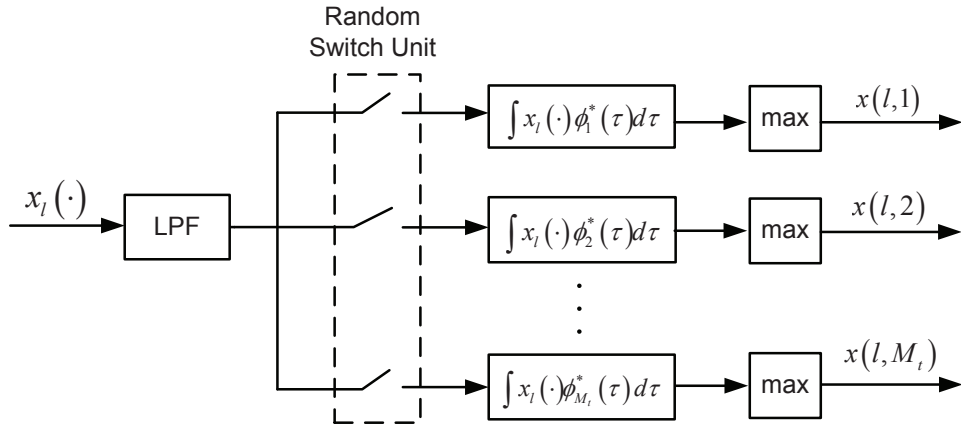 Random
Switch Unit
x_l(·)
LPF
∫ x_l(·)ϕ_1^*(τ)dτ
max
x(l,1)
∫ x_l(·)ϕ_2^*(τ)dτ
max
x(l,2)
∫ x_l(·)ϕ_{M_t}^*(τ)dτ
max
x(l,M_t)